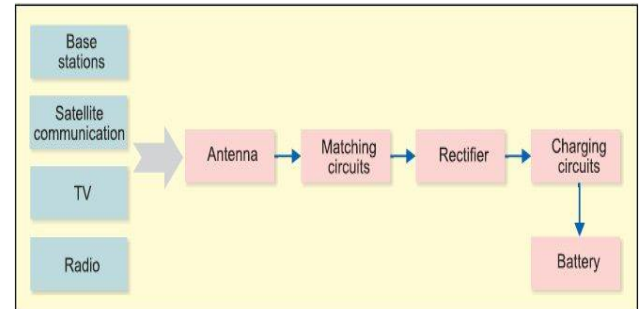 Base
stations
Satellite
communication
TV
Radio
Antenna
Matching
circuits
Rectifier
Charging
circuits
Battery